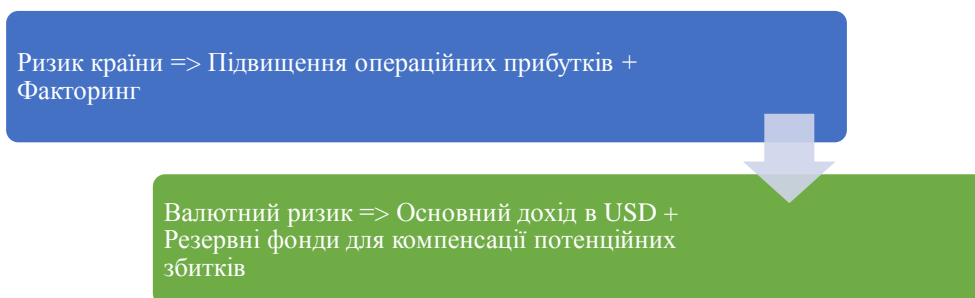 Ризик країни => Підвищення операційних прибутків +
Факторинг
Валютний ризик => Основний дохід в USD +
Резервні фонди для компенсації потенційних
збитків